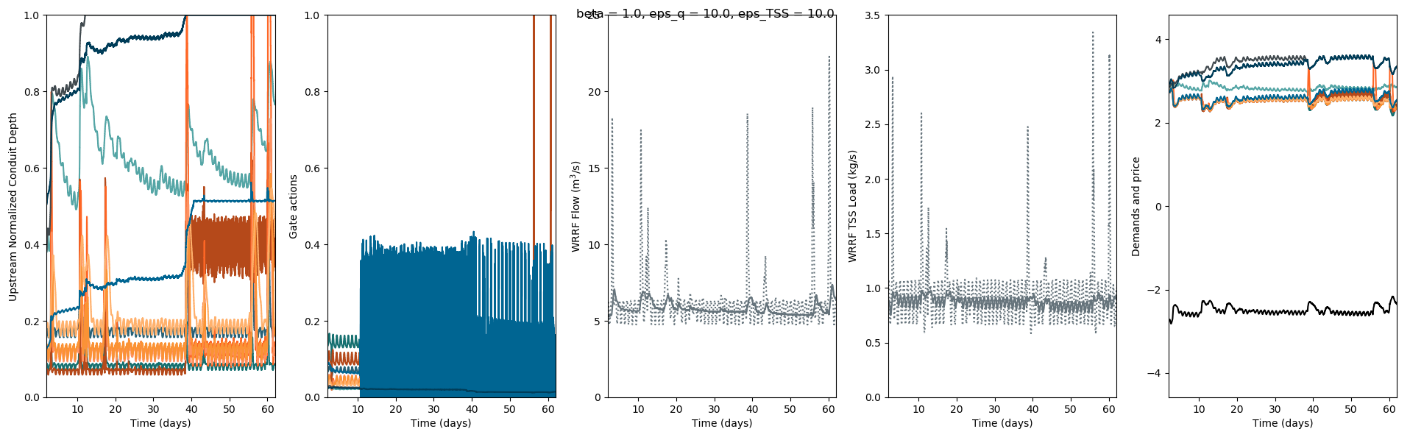 beta = 1.0, eps_q = 10.0, eps_TSS = 10.0
Upstream Normalized Conduit Depth
1.0
0.8
0.6
0.4
0.2
0.0
10 20 30 40 50 60
Time (days)
Gate actions
1.0
0.8
0.6
0.4
0.2
0.0
10 20 30 40 50 60
Time (days)
WRRF Flow (m³/s)
25
20
15
10
5
0
10 20 30 40 50 60
Time (days)
WRRF TSS Load (kg/s)
3.5
3.0
2.5
2.0
1.5
1.0
0.5
0.0
10 20 30 40 50 60
Time (days)
Demands and price
4
2
0
−2
−4
10 20 30 40 50 60
Time (days)